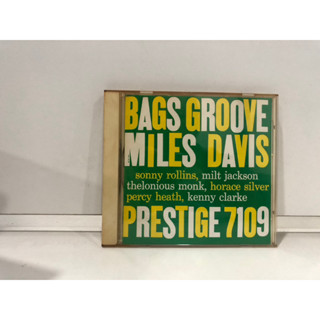 BAGS GROOVE
MILES DAVIS
sonny rollins, milt jackson
thelonious monk, horace silver
percy heath, kenny clarke
PRESTIGE 7109